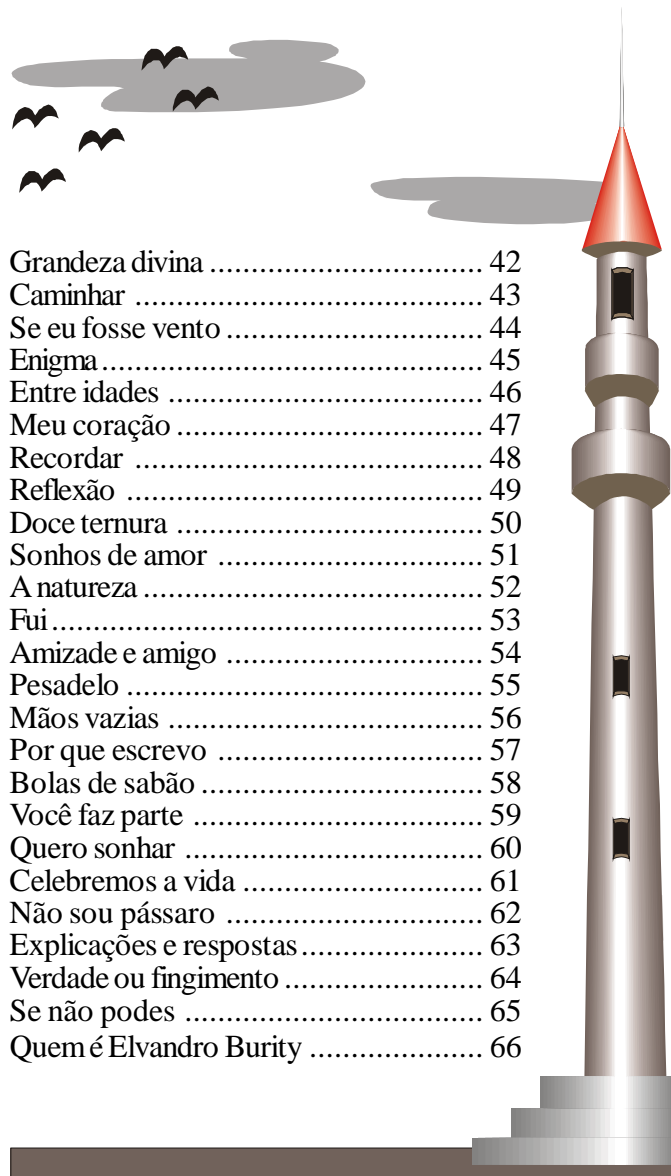 Grandeza divina ................................ 42
Caminhar ......................................... 43
Se eu fosse vento .............................. 44
Enigma ............................................. 45
Entre idades ..................................... 46
Meu coração .................................... 47
Recordar ......................................... 48
Reflexão .......................................... 49
Doce ternura ..................................... 50
Sonhos de amor ................................ 51
A natureza ........................................ 52
Fui ................................................... 53
Amizade e amigo .............................. 54
Pesadelo .......................................... 55
Mãos vazias ..................................... 56
Por que escrevo ............................... 57
Bolas de sabão ................................. 58
Você faz parte .................................. 59
Quero sonhar ................................... 60
Celebremos a vida ............................ 61
Não sou pássaro .............................. 62
Explicações e respostas ..................... 63
Verdade ou fingimento ....................... 64
Se não podes ................................... 65
Quem é Elvandro Burity .................... 66